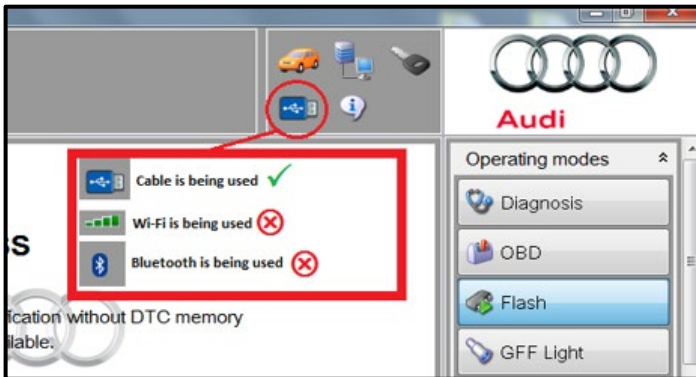 Audi
Operating modes
Cable is being used
Wi-Fi is being used
Bluetooth is being used
Diagnosis
OBD
Flash
GFF Light
ss
fication without DTC memory
ilable.